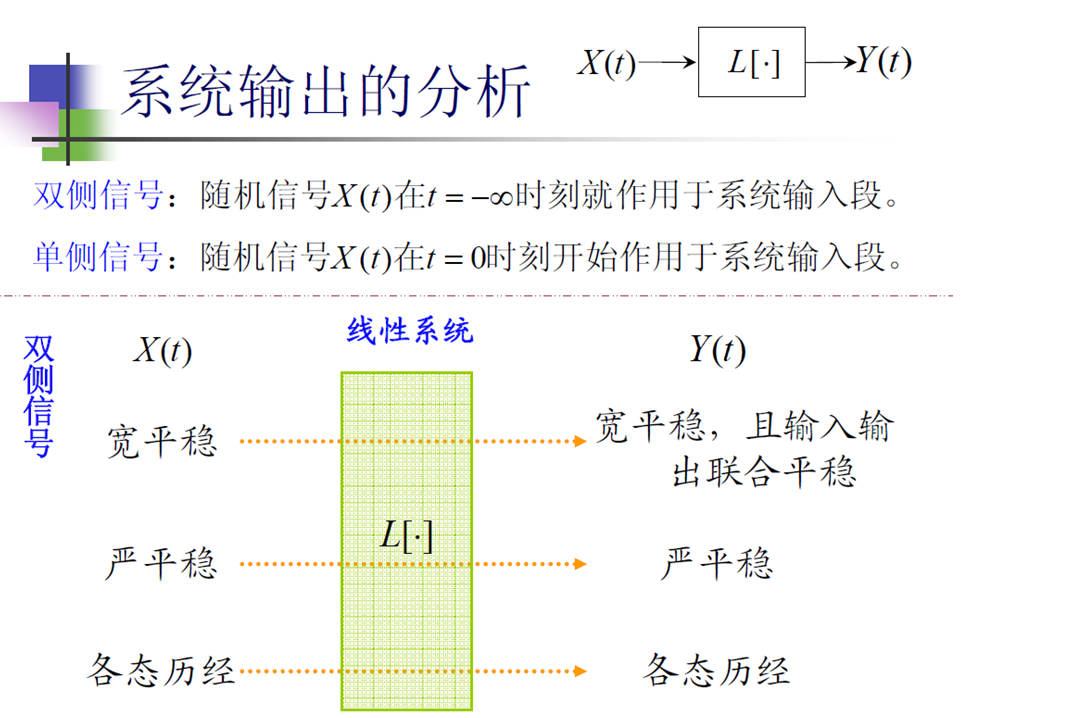 X(t) L[·] Y(t)
系统输出的分析
双侧信号：随机信号X(t)在t = -∞时刻就作用于系统输入段。
单侧信号：随机信号X(t)在t = 0时刻开始作用于系统输入段。
双侧信号
X(t) 线性系统 Y(t)
宽平稳 宽平稳，且输入输
出联合平稳
L[·]
严平稳 严平稳
各态历经 各态历经